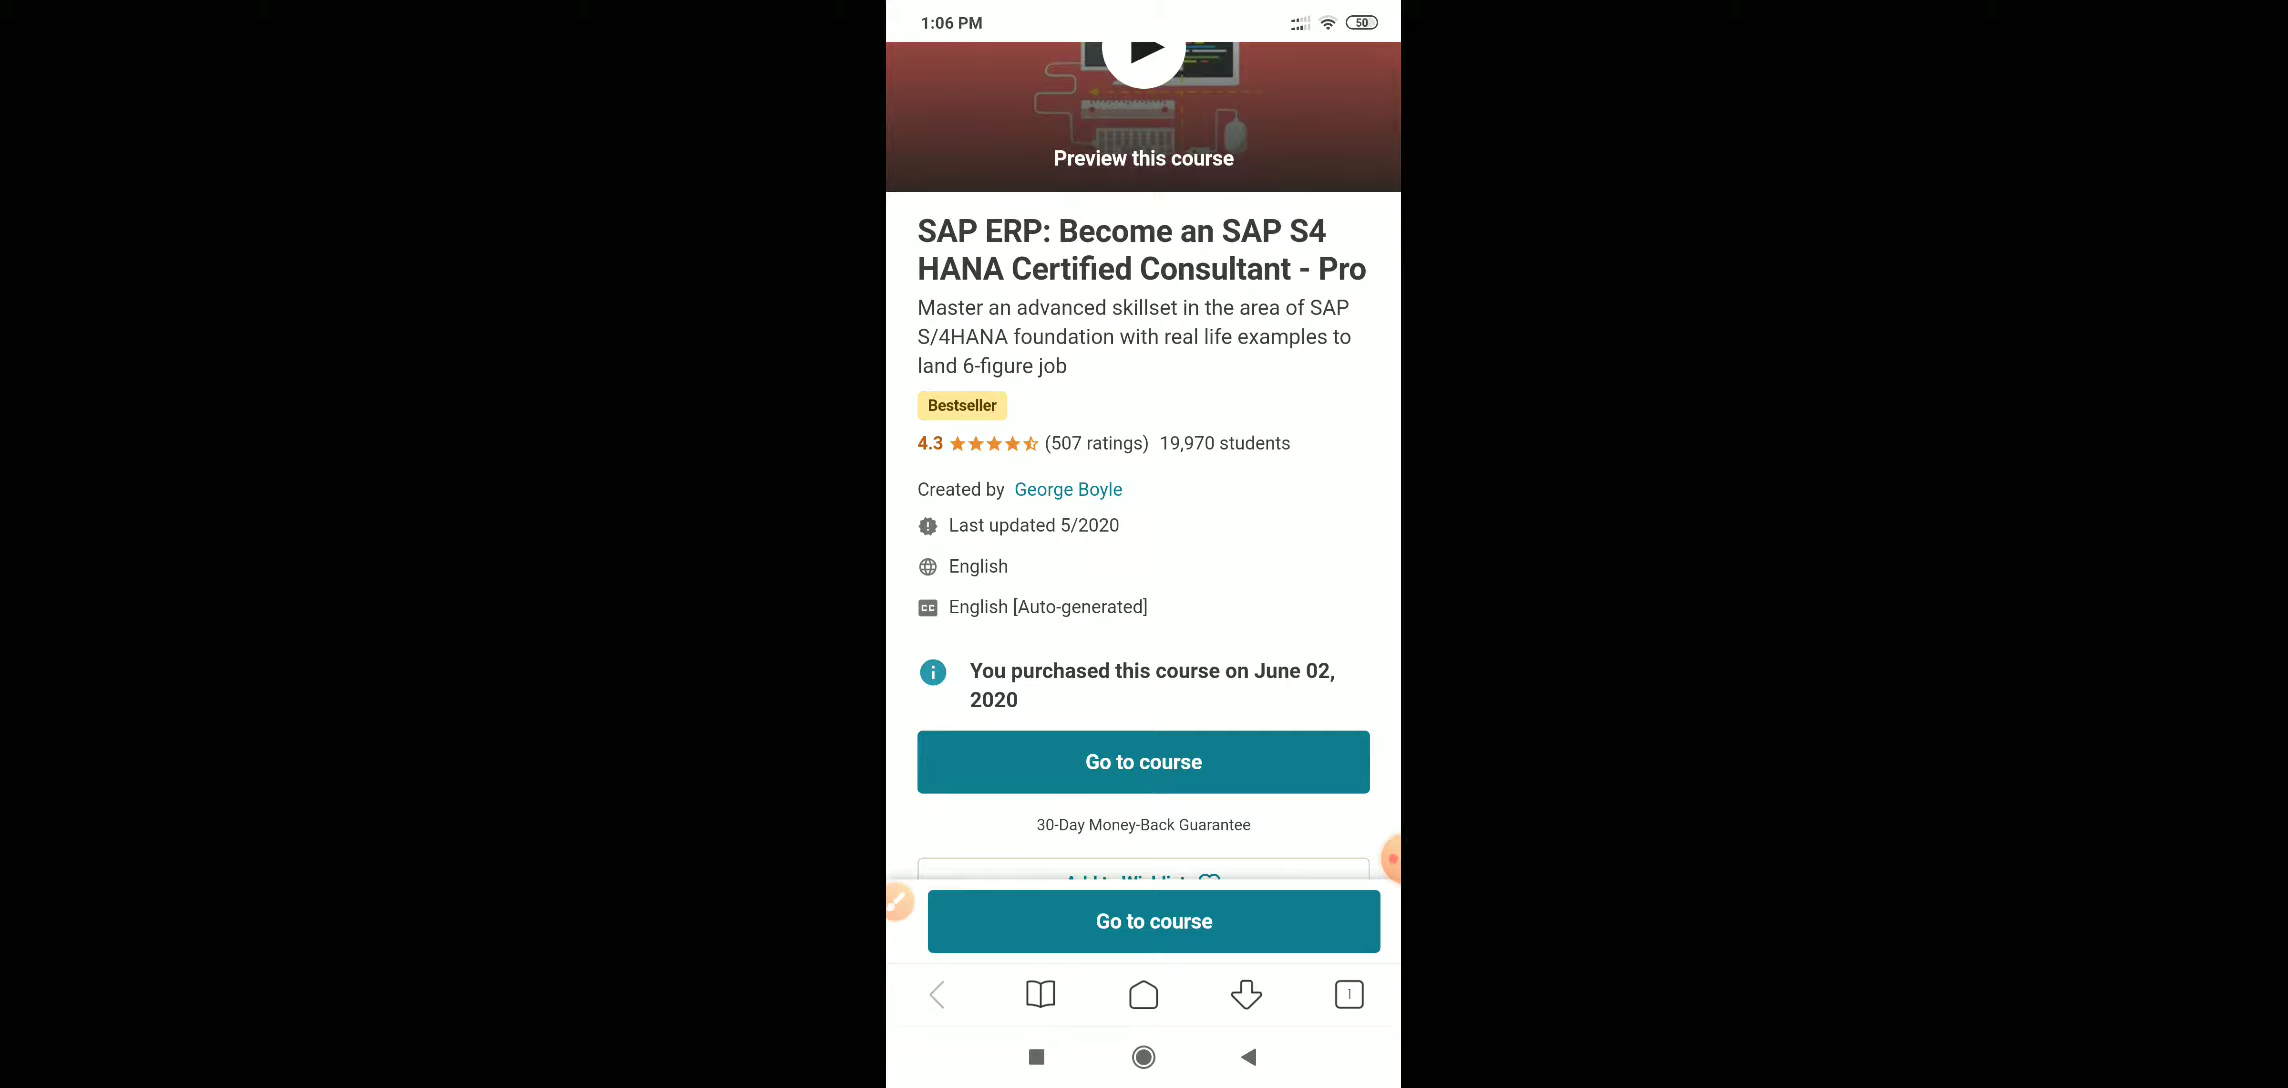 1:06 PM
50
Preview this course
SAP ERP: Become an SAP S4
HANA Certified Consultant - Pro
Master an advanced skillset in the area of SAP
S/4HANA foundation with real life examples to
land 6-figure job
Bestseller
4.3 (507 ratings) 19,970 students
Created by George Boyle
Last updated 5/2020
English
CC English [Auto-generated]
You purchased this course on June 02,
2020
Go to course
30-Day Money-Back Guarantee
Go to course
1